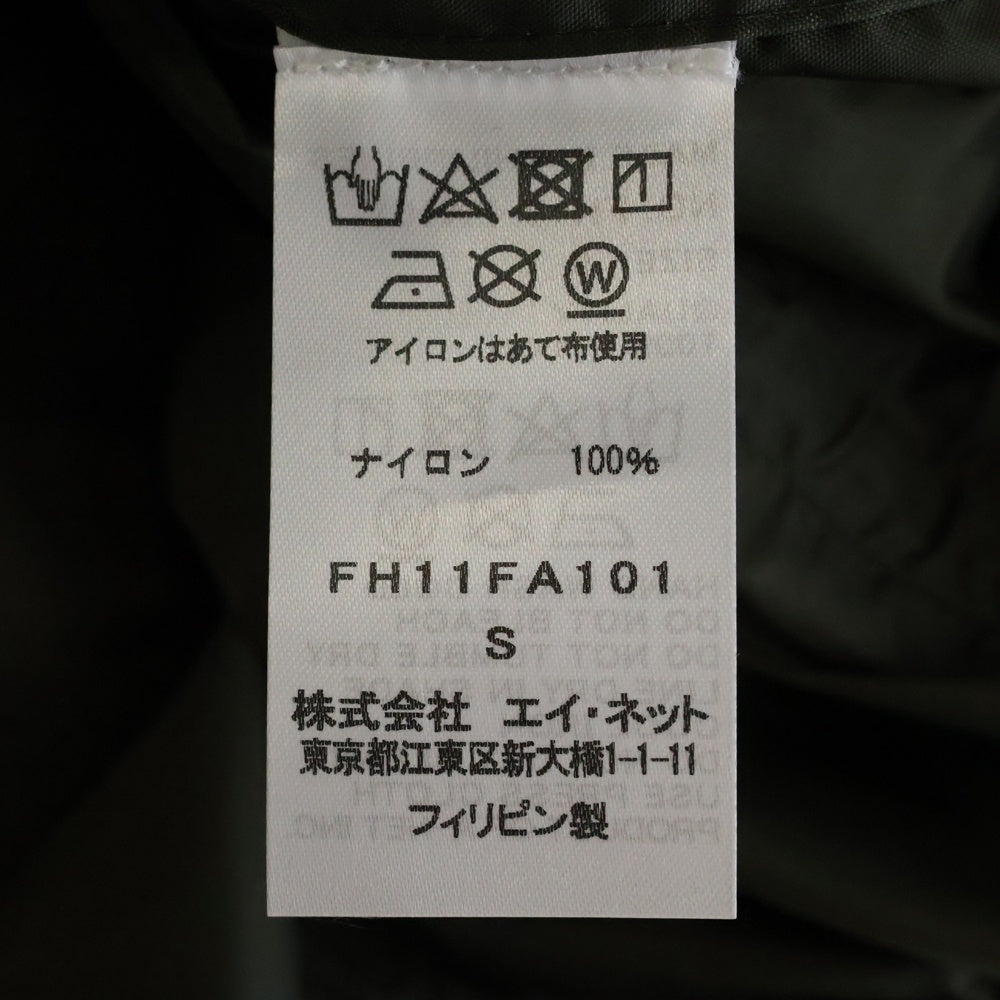 W
アイロンはあて布使用
ナイロン 100%
FH11FA101
S
株式会社 エイ・ネット
東京都江東区新大橋1-1-11
フィリピン製